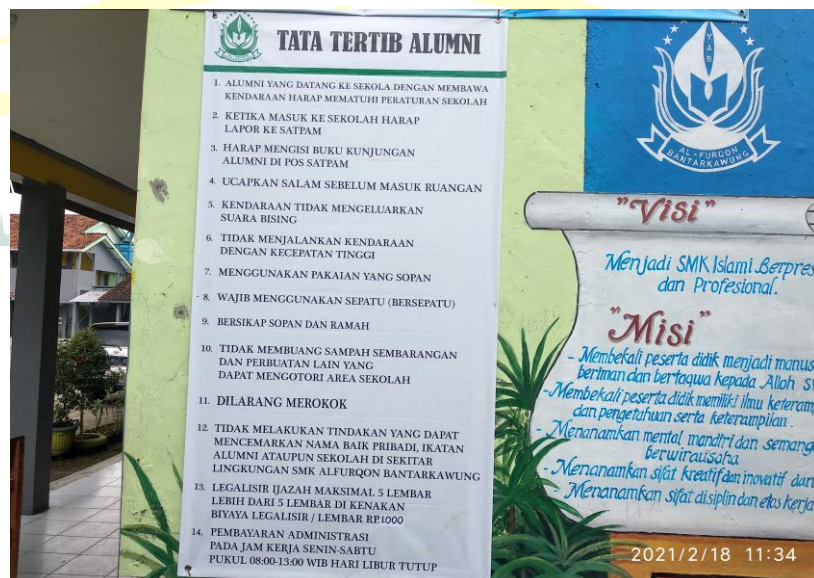 TATA TERTIB ALUMNI
1. ALUMNI YANG DATANG KE SEKOLA DENGAN MEMBAWA
KENDARAAN HARAP MEMATUHI PERATURAN SEKOLAH
2. KETIKA MASUK KE SEKOLAH HARAP
LAPOR KE SATPAM
3. HARAP MENGISI BUKU KUNJUNGAN
ALUMNI DI POS SATPAM
4. UCAPKAN SALAM SEBELUM MASUK RUANGAN
5. KENDARAAN TIDAK MENGELUARKAN
SUARA BISING
6. TIDAK MENJALANKAN KENDARAAN
DENGAN KECEPATAN TINGGI
7. MENGGUNAKAN PAKAIAN YANG SOPAN
8. WAJIB MENGGUNAKAN SEPATU (BERSEPATU)
9. BERSIKAP SOPAN DAN RAMAH
10. TIDAK MEMBUANG SAMPAH SEMBARANGAN
DAN PERBUATAN LAIN YANG
DAPAT MENGOTORI AREA SEKOLAH
11. DILARANG MEROKOK
12. TIDAK MELAKUKAN TINDAKAN YANG DAPAT
MENCEMARKAN NAMA BAIK PRIBADI, IKATAN
ALUMNI ATAUPUN SEKOLAH DI SEKITAR
LINGKUNGAN SMK ALFURQON BANTARKAWUNG
13. LEGALISIR IJAZAH MAKSIMAL 5 LEMBAR
LEBIH DARI 5 LEMBAR DI KENAKAN
BIYAYA LEGALISIR / LEMBAR RP.1000
14. PEMBAYARAN ADMINISTRASI
PADA JAM KERJA SENIN-SABTU
PUKUL 08:00-13:00 WIB HARI LIBUR TUTUP
YAB
AL-FURQON
BANTARKAWUNG
"Visi"
Menjadi SMK Islami Berpres
dan Profesional.
"Misi"
- Membekali peserta didik menjadi manus
beriman dan bertaqwa kepada Alloh S
- Membekali peserta didik memiliki ilmu keteram
dan pengetahuan serta keterampilan.
- Menanamkan mental mandiri dan semang
berwirausaha
- Menanamkan sifat kreatif dan inovatif dar
- Menanamkan sifat disiplin dan etos kerja
2021/2/18 11:34